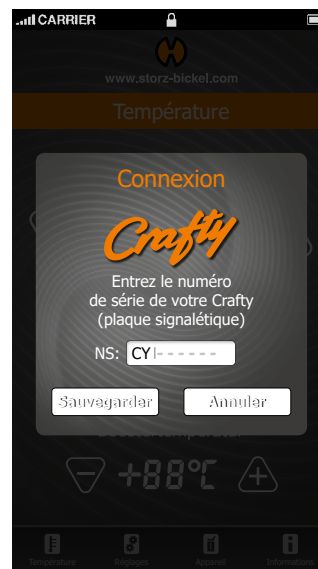 CARRIER
www.storz-bickel.com
Température
Connexion
Crafty
Entrez le numéro
de série de votre Crafty
(plaque signalétique)
NS: CY|------
Sauvegarder Annuler
+88°C
Température Réglages Appareil Informations